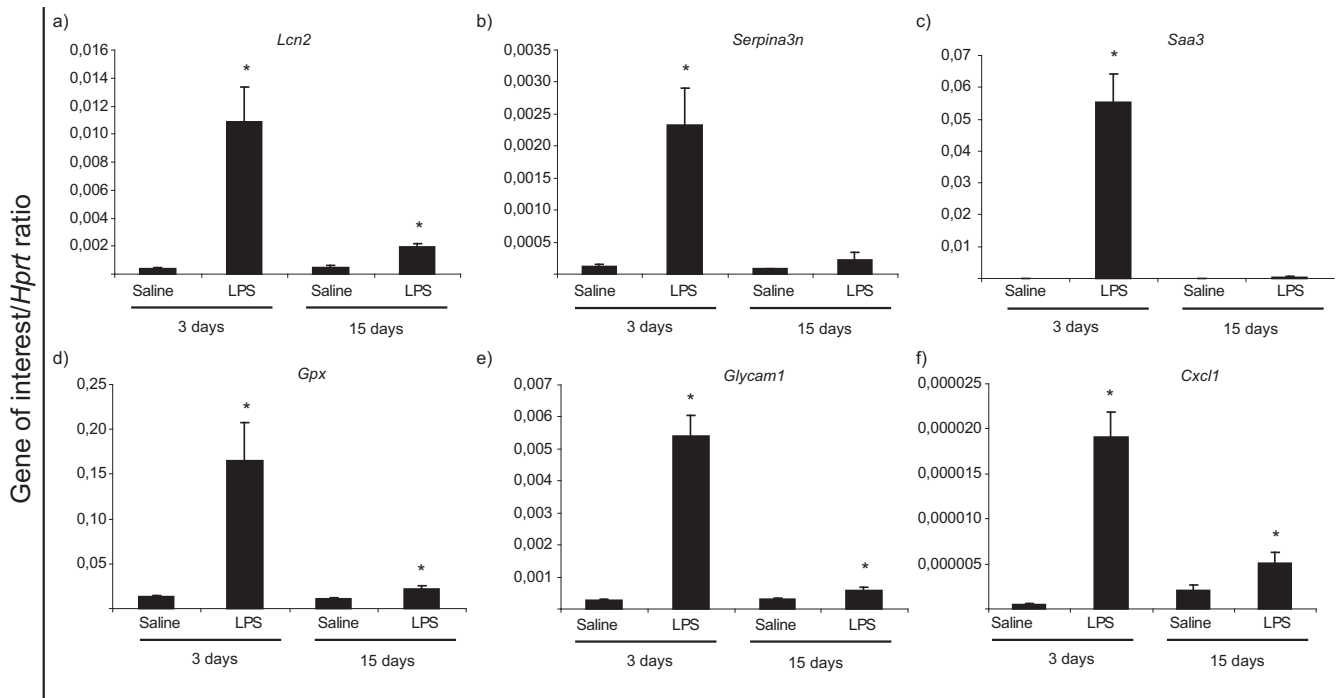 Gene of interest/Hprt ratio
a)
Lcn2
0,016
0,014
0,012
0,010
0,008
0,006
0,004
0,002
*
*
Saline LPS Saline LPS
3 days 15 days
b)
Serpina3n
0,0035
0,0030
0,0025
0,0020
0,0015
0,0010
0,0005
*
Saline LPS Saline LPS
3 days 15 days
c)
Saa3
0,07
0,06
0,05
0,04
0,03
0,02
0,01
*
Saline LPS Saline LPS
3 days 15 days
d)
Gpx
0,25
0,20
0,15
0,10
0,05
*
*
Saline LPS Saline LPS
3 days 15 days
e)
Glycam1
0,007
0,006
0,005
0,004
0,003
0,002
0,001
*
*
Saline LPS Saline LPS
3 days 15 days
f)
Cxcl1
0,000025
0,000020
0,000015
0,000010
0,000005
*
*
Saline LPS Saline LPS
3 days 15 days